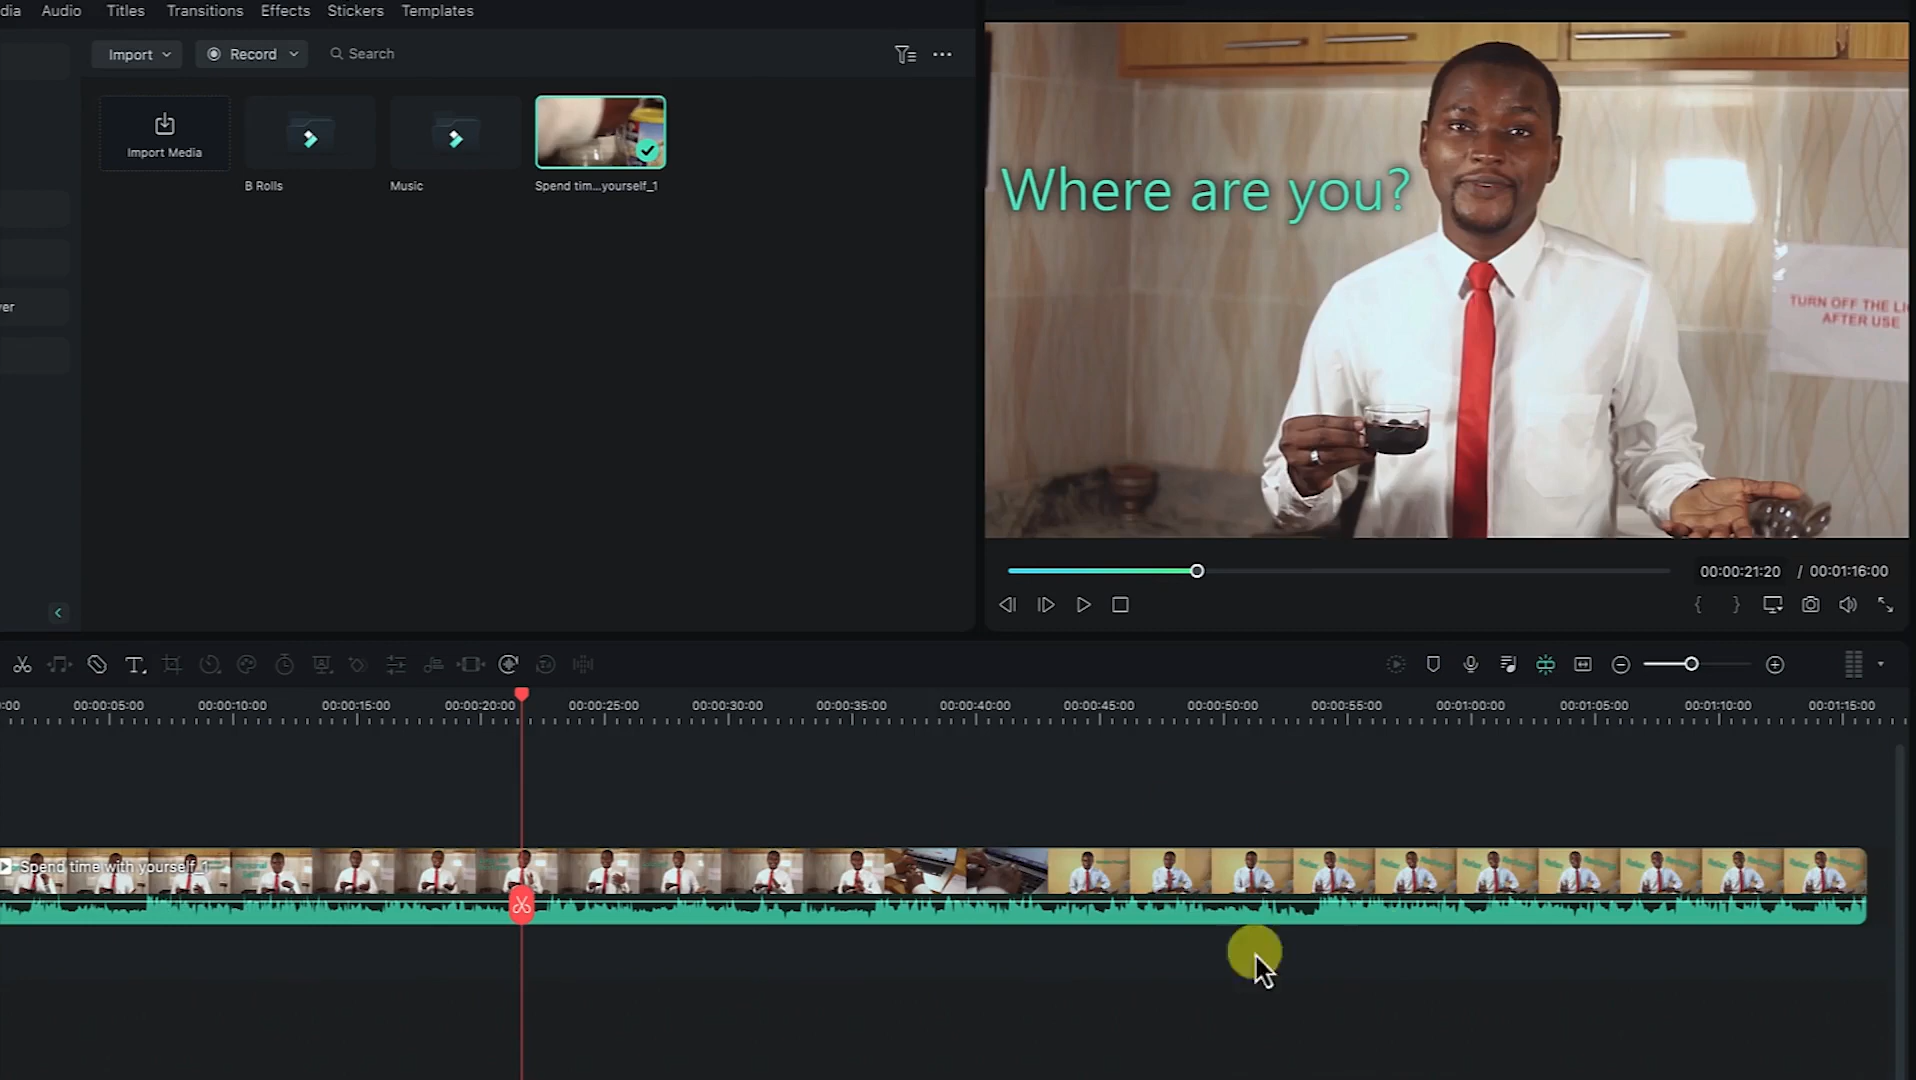 dia Audio Titles Transitions Effects Stickers Templates
Import Record Search
Import Media
B Rolls
Music
Spend tim...yourself_1
ver
Where are you?
TURN OFF THE LI
AFTER USE
00:00:21:20 / 00:01:16:00
{ }
:00 00:00:05:00 00:00:10:00 00:00:15:00 00:00:20:00 00:00:25:00 00:00:30:00 00:00:35:00 00:00:40:00 00:00:45:00 00:00:50:00 00:00:55:00 00:01:00:00 00:01:05:00 00:01:10:00 00:01:15:00
Spend time with yourself_1